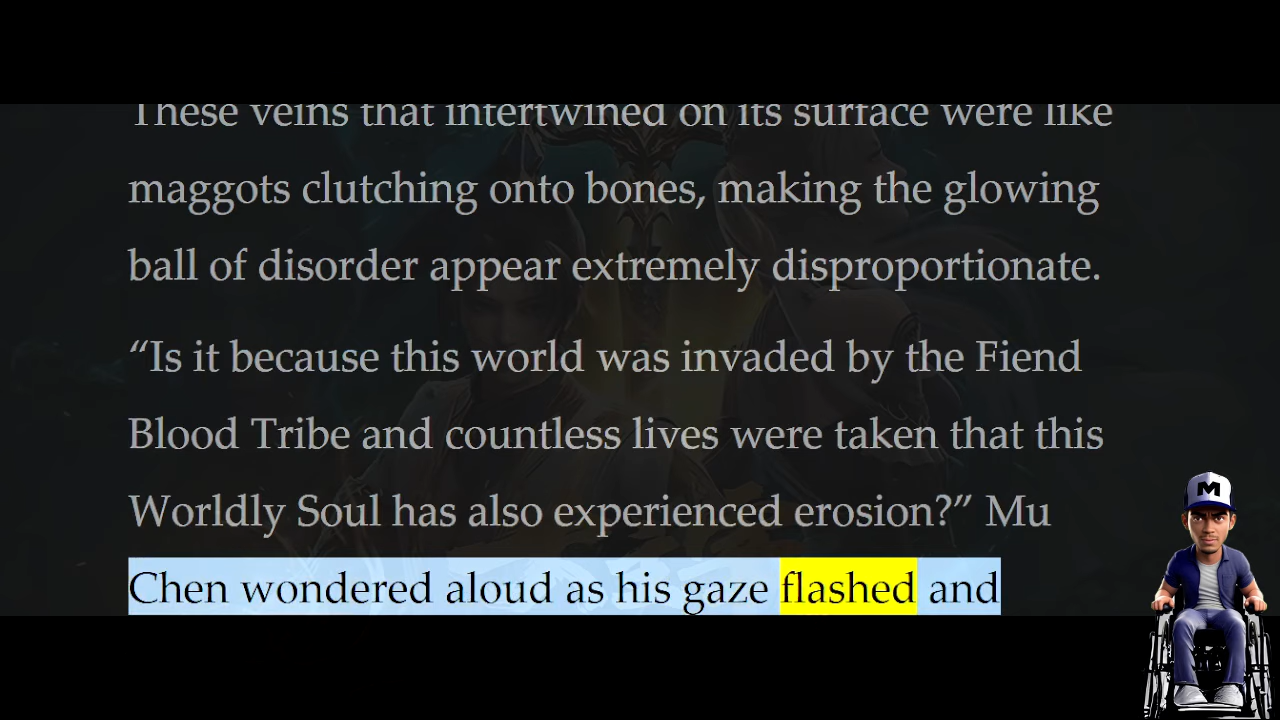 These veins that intertwined on its surface were like
maggots clutching onto bones, making the glowing
ball of disorder appear extremely disproportionate.
“Is it because this world was invaded by the Fiend
Blood Tribe and countless lives were taken that this
Worldly Soul has also experienced erosion?” Mu
Chen wondered aloud as his gaze flashed and
M
M